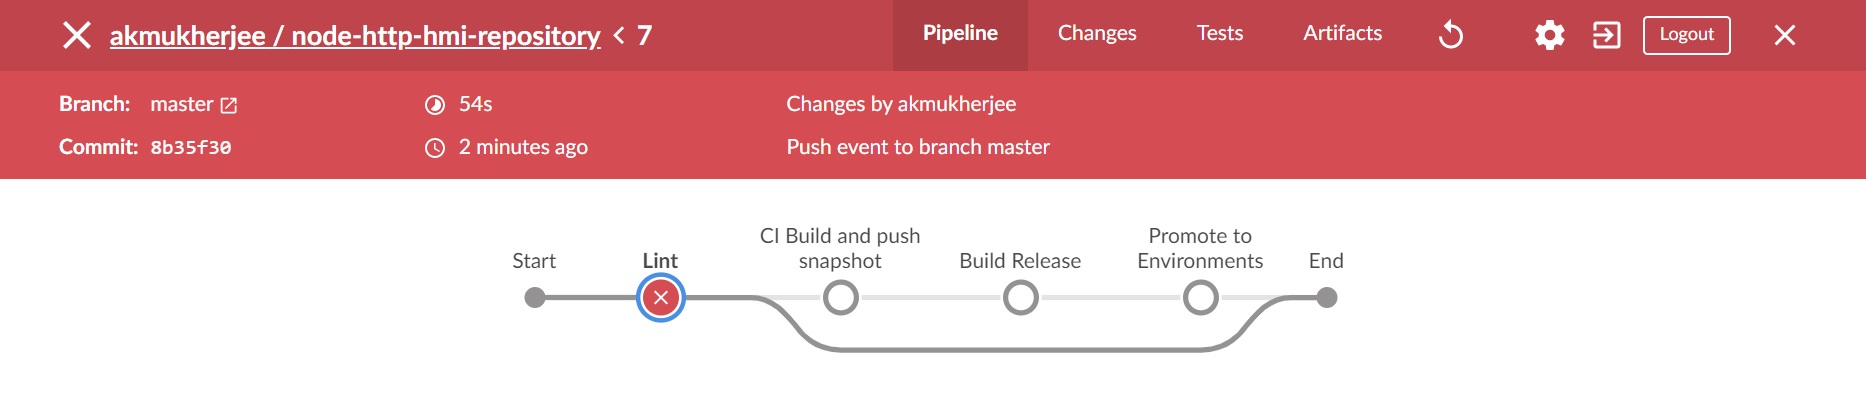 akmukherjee / node-http-hmi-repository < 7
Pipeline
Changes
Tests
Artifacts
Logout
Branch: master
54s
Changes by akmukherjee
Commit: 8b35f30
2 minutes ago
Push event to branch master
Start
Lint
CI Build and push
snapshot
Build Release
Promote to
Environments
End